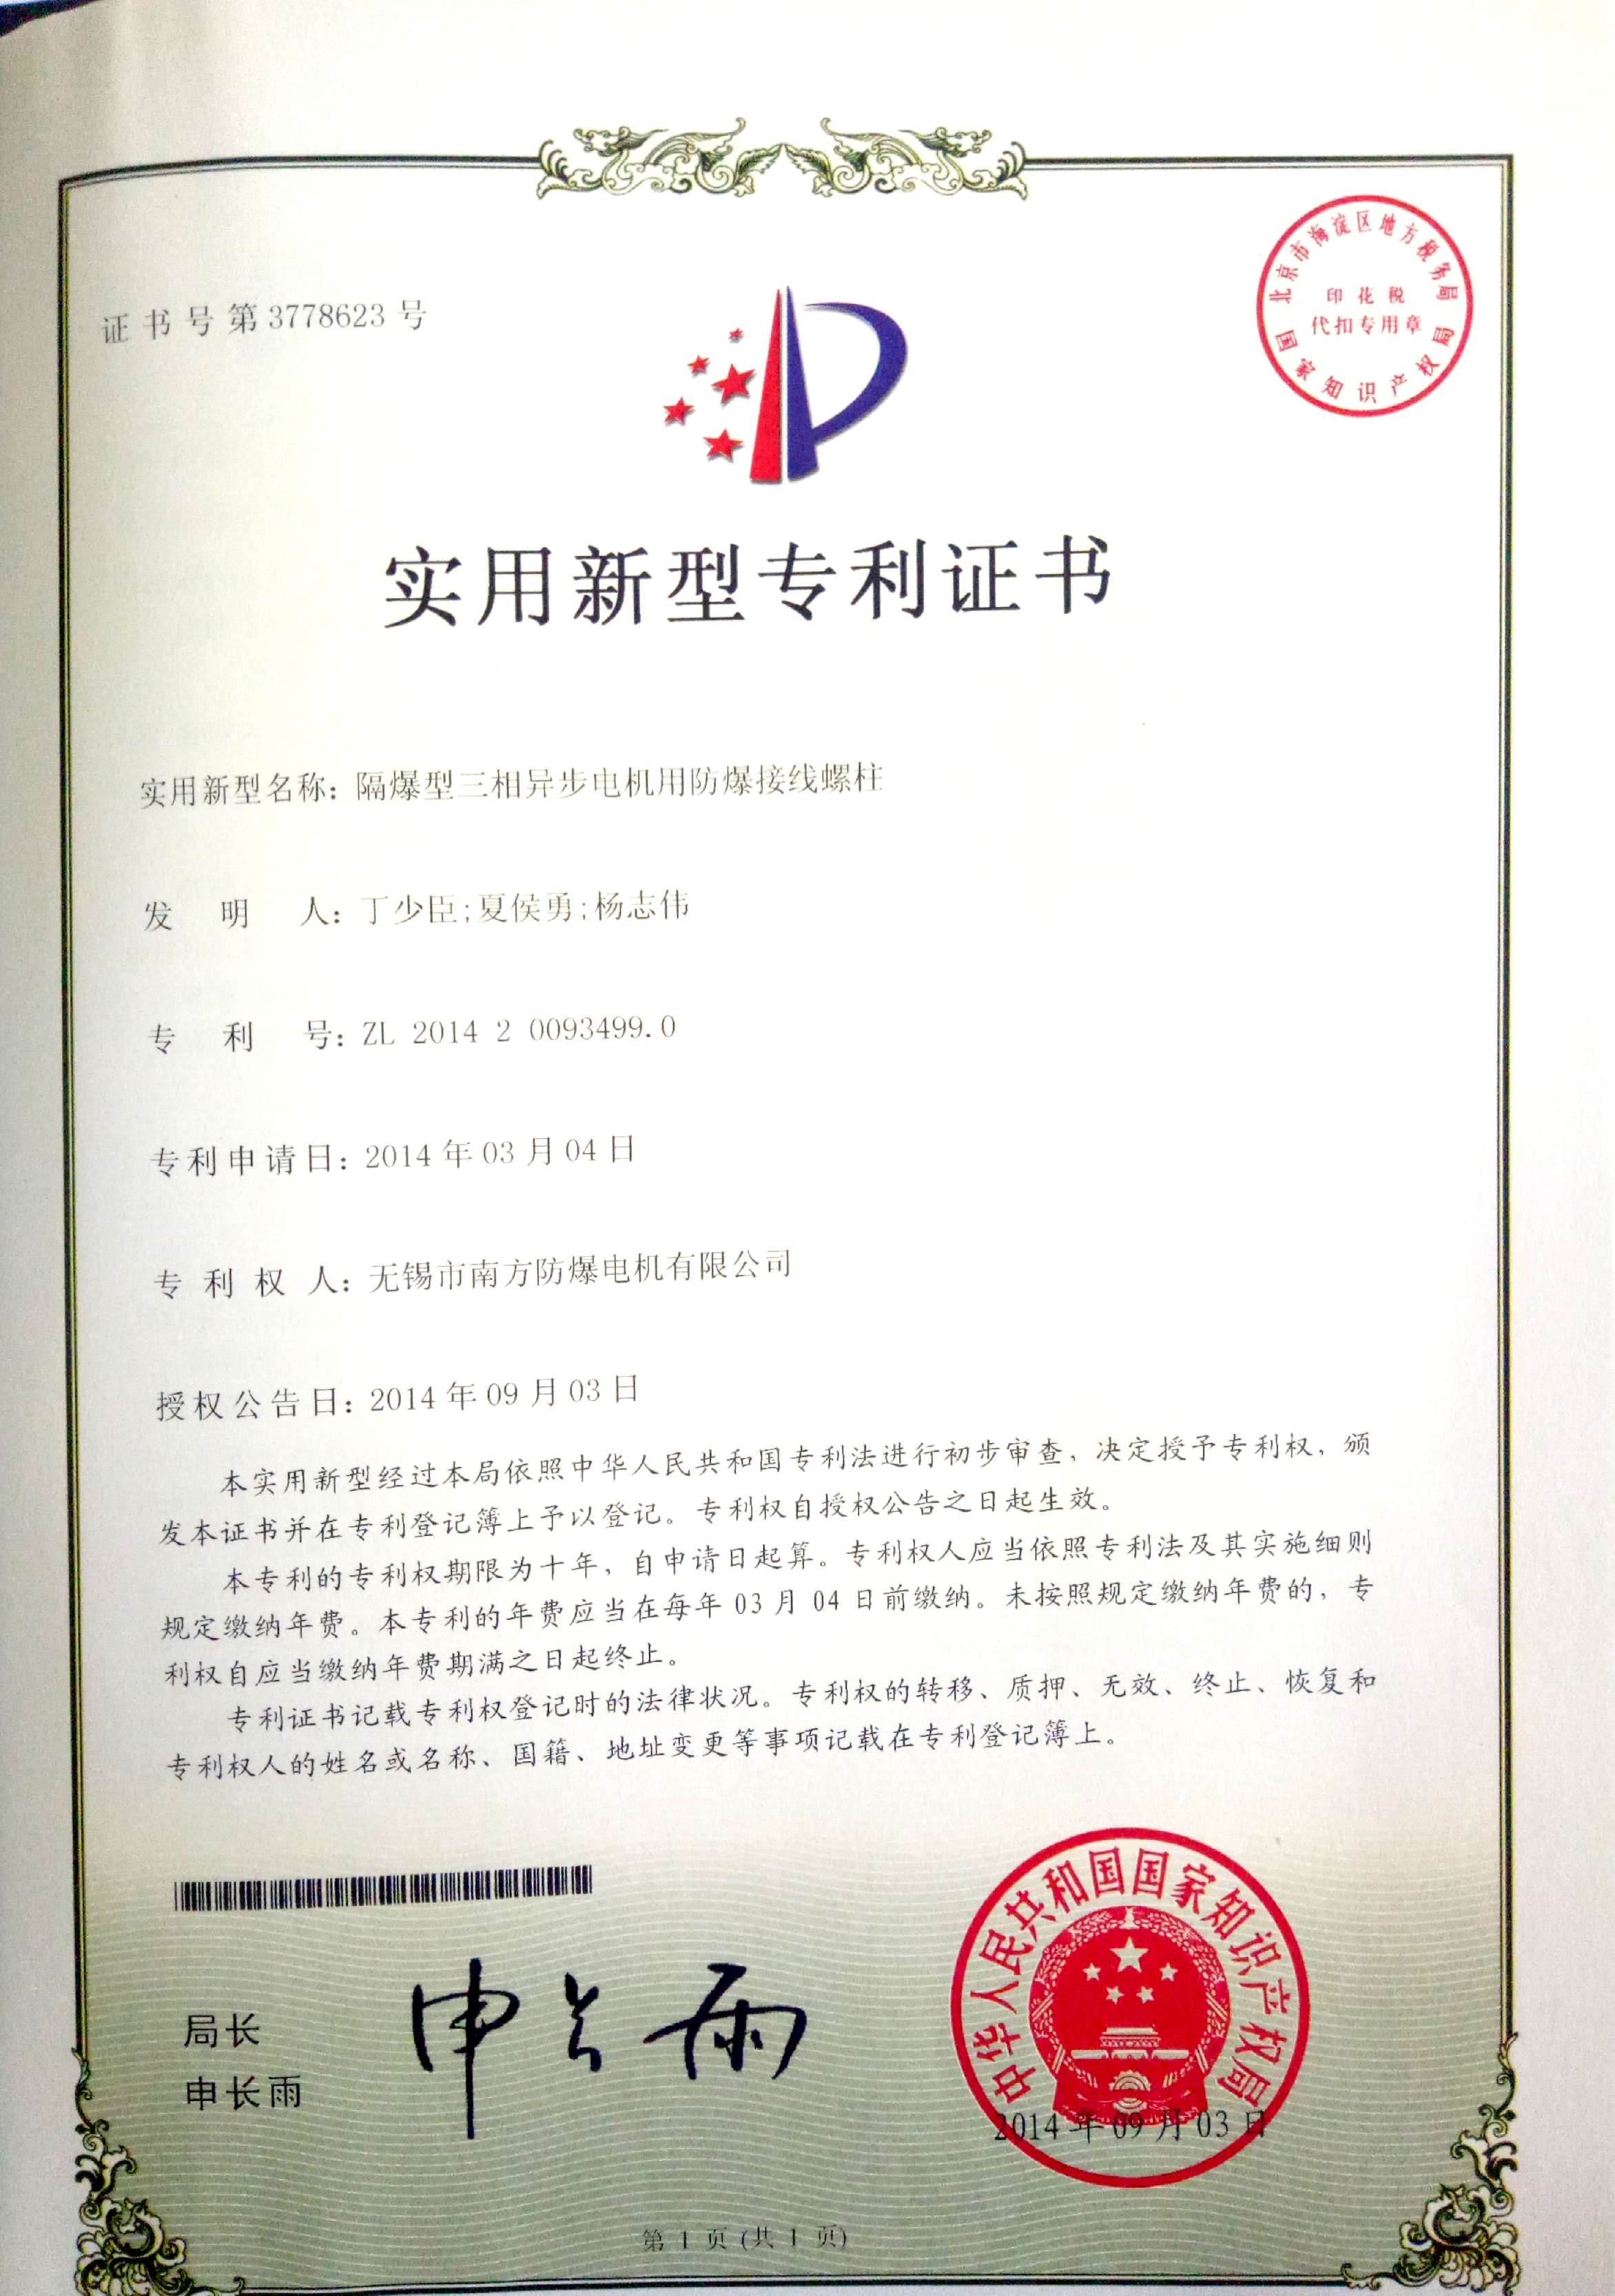 证书号第3778623号
北京市海淀区地方税务局
印花税
代扣专用章
国家知识产权局
实用新型专利证书
实用新型名称：隔爆型三相异步电机用防爆接线螺柱
发明人：丁少臣;夏侯勇;杨志伟
专利号：ZL 2014 2 0093499.0
专利申请日：2014年03月04日
专利权人：无锡市南方防爆电机有限公司
授权公告日：2014年09月03日
本实用新型经过本局依照中华人民共和国专利法进行初步审查，决定授予专利权，颁
发本证书并在专利登记簿上予以登记。专利权自授权公告之日起生效。
本专利的专利权期限为十年，自申请日起算。专利权人应当依照专利法及其实施细则
规定缴纳年费。本专利的年费应当在每年03月04日前缴纳。未按照规定缴纳年费的，专
利权自应当缴纳年费期满之日起终止。
专利证书记载专利权登记时的法律状况。专利权的转移、质押、无效、终止、恢复和
专利权人的姓名或名称、国籍、地址变更等事项记载在专利登记簿上。
局长
申长雨
申长雨
中华人民共和国国家知识产权局
2014年09月03日
第1页(共1页)